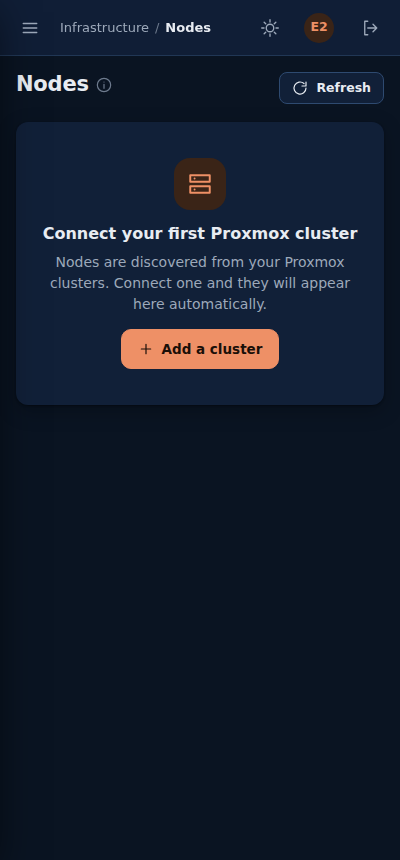 Infrastructure / Nodes
E2
Nodes
Refresh
Connect your first Proxmox cluster
Nodes are discovered from your Proxmox
clusters. Connect one and they will appear
here automatically.
Add a cluster